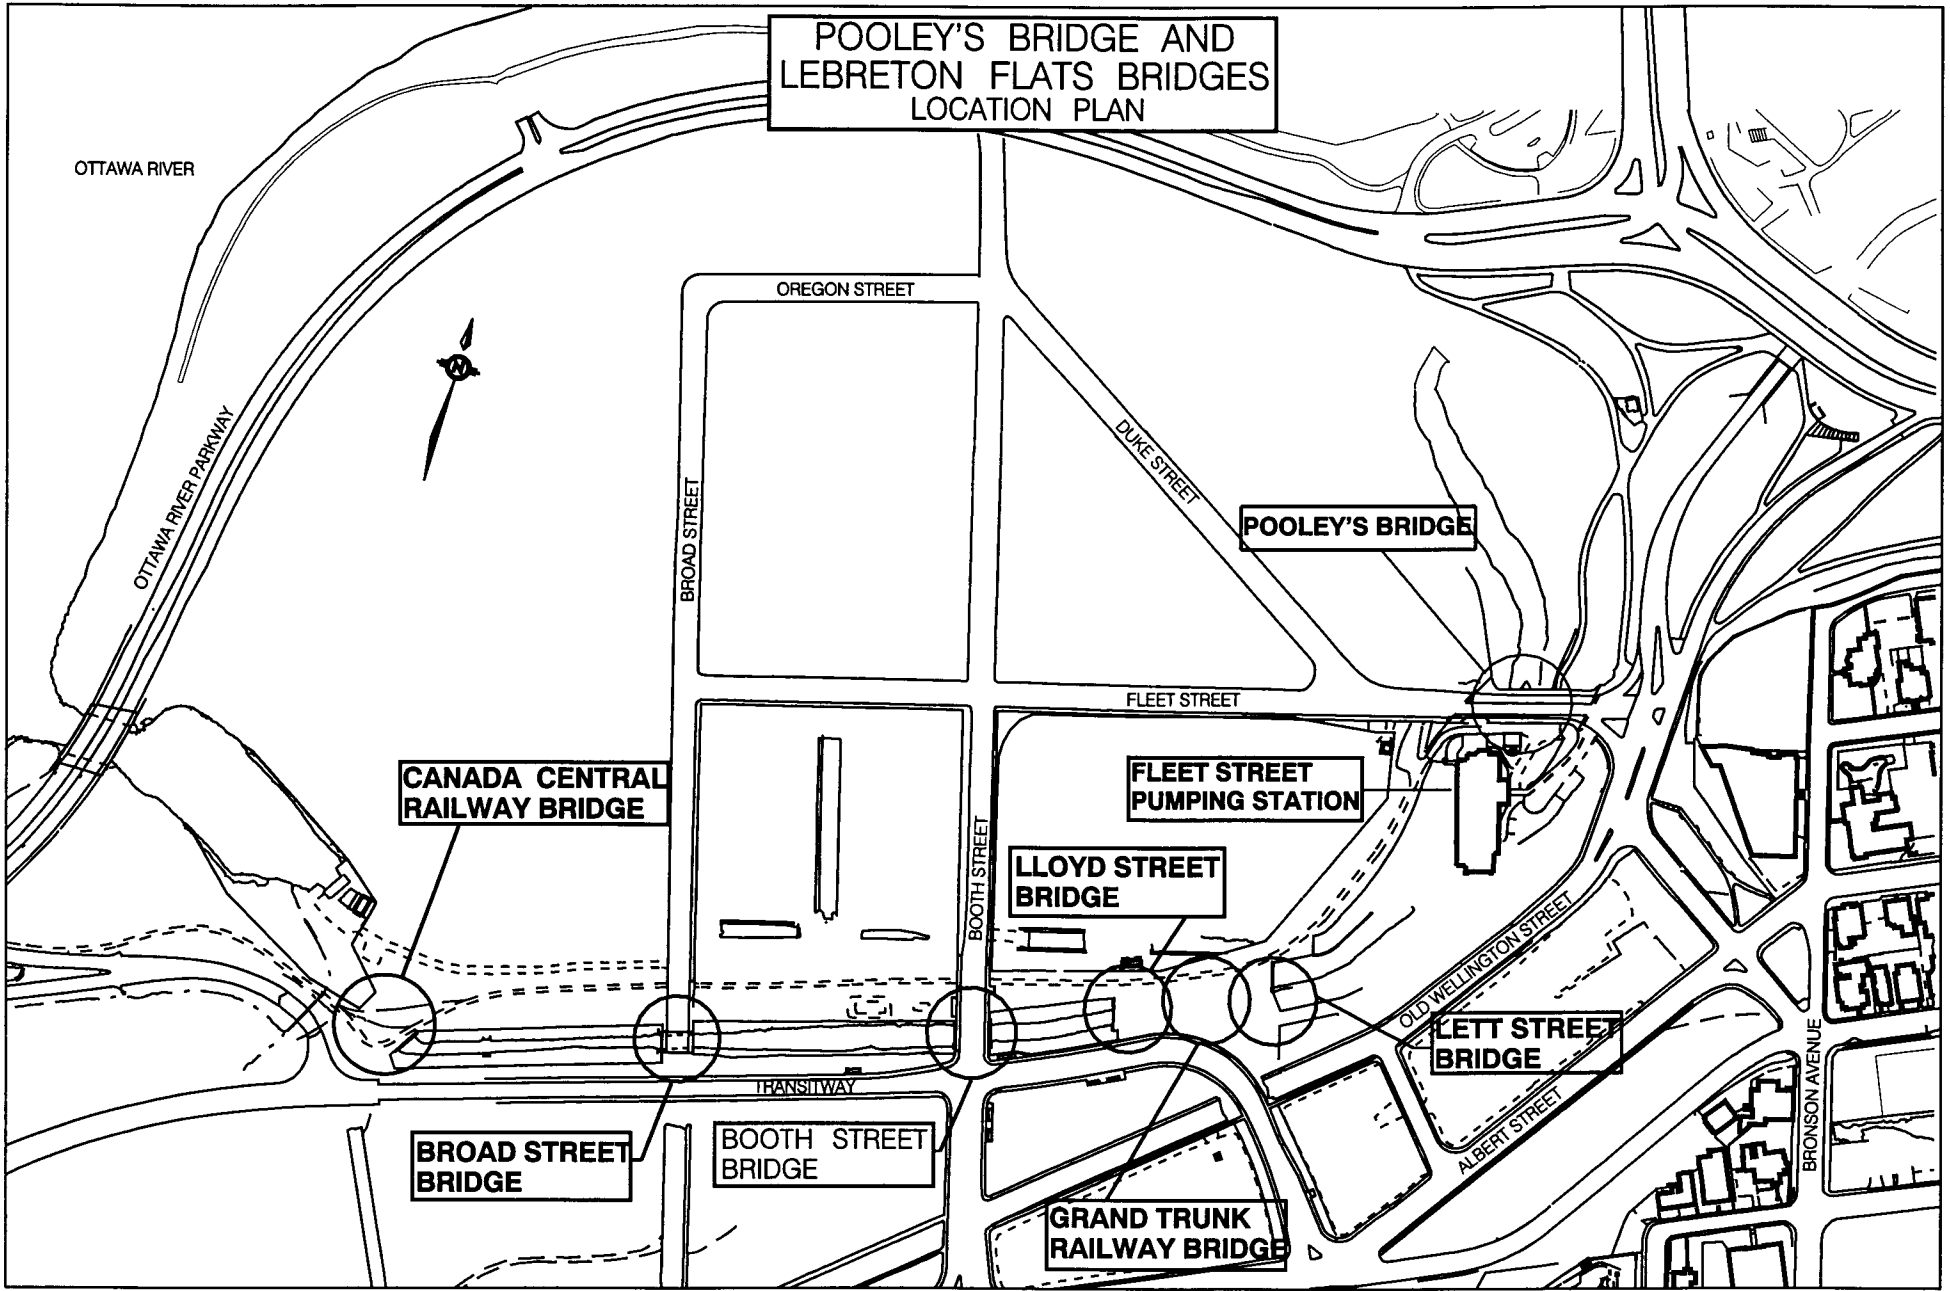 POOLEY'S BRIDGE AND
LEBRETON FLATS BRIDGES
LOCATION PLAN
OTTAWA RIVER
OREGON STREET
N
OTTAWA RIVER PARKWAY
BROAD STREET
DUKE STREET
POOLEY'S BRIDGE
FLEET STREET
CANADA CENTRAL
RAILWAY BRIDGE
FLEET STREET
PUMPING STATION
BOOTH STREET
LLOYD STREET
BRIDGE
OLD WELLINGTON STREET
LETT STREET
BRIDGE
BRONSON AVENUE
TRANSITWAY
ALBERT STREET
BROAD STREET
BRIDGE
BOOTH STREET
BRIDGE
GRAND TRUNK
RAILWAY BRIDGE